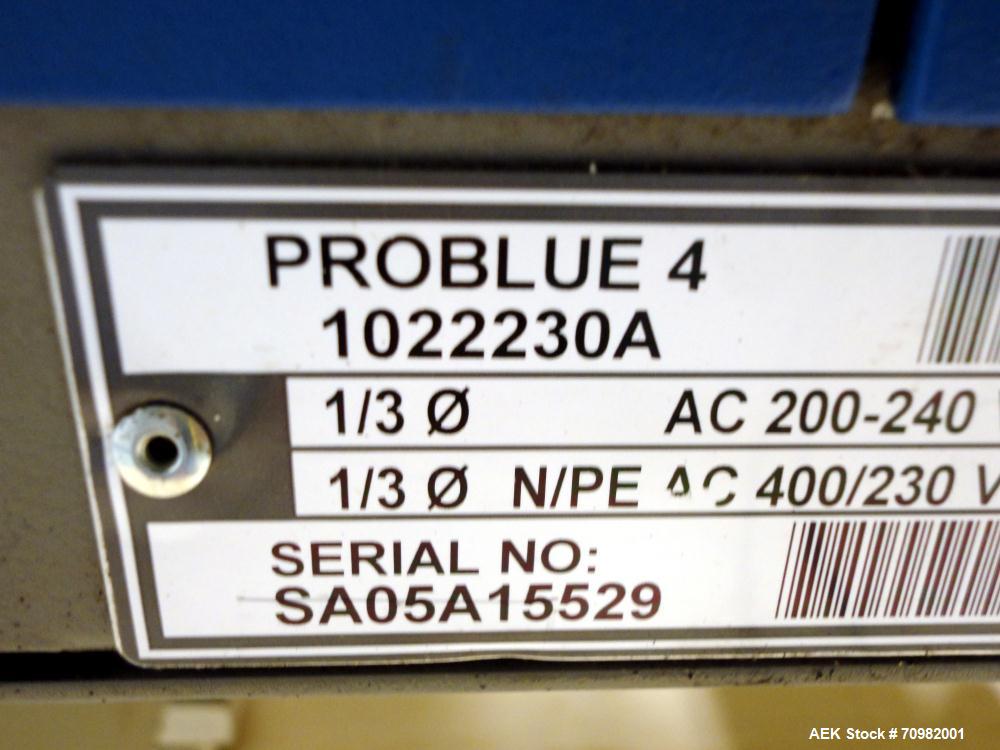 PROBLUE 4
1022230A
1/3 Ø AC 200-240
1/3 Ø N/PE AC 400/230 V
SERIAL NO:
SA05A15529
AEK Stock # 70982001